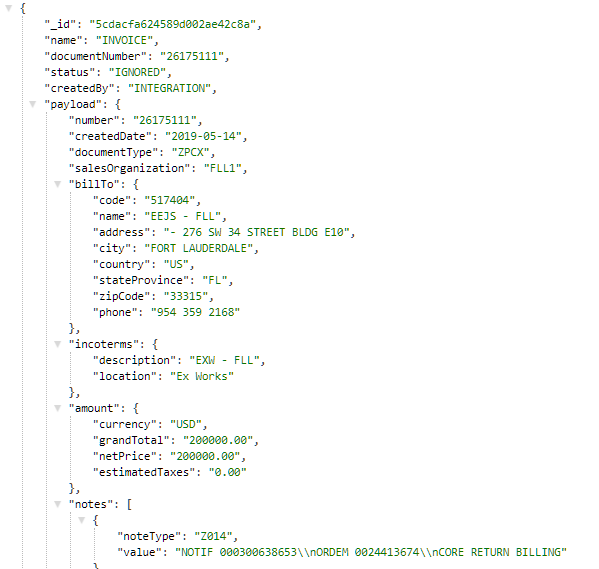 {
"_id": "5cdacfa624589d002ae42c8a",
"name": "INVOICE",
"documentNumber": "26175111",
"status": "IGNORED",
"createdBy": "INTEGRATION",
"payload": {
"number": "26175111",
"createdDate": "2019-05-14",
"documentType": "ZPCX",
"salesOrganization": "FLL1",
"billTo": {
"code": "517404",
"name": "EEJS - FLL",
"address": "- 276 SW 34 STREET BLDG E10",
"city": "FORT LAUDERDALE",
"country": "US",
"stateProvince": "FL",
"zipCode": "33315",
"phone": "954 359 2168"
},
"incoterms": {
"description": "EXW - FLL",
"location": "Ex Works"
},
"amount": {
"currency": "USD",
"grandTotal": "200000.00",
"netPrice": "200000.00",
"estimatedTaxes": "0.00"
},
"notes": [
{
"noteType": "Z014",
"value": "NOTIF 000300638653\\nORDEM 0024413674\\nCORE RETURN BILLING"
}